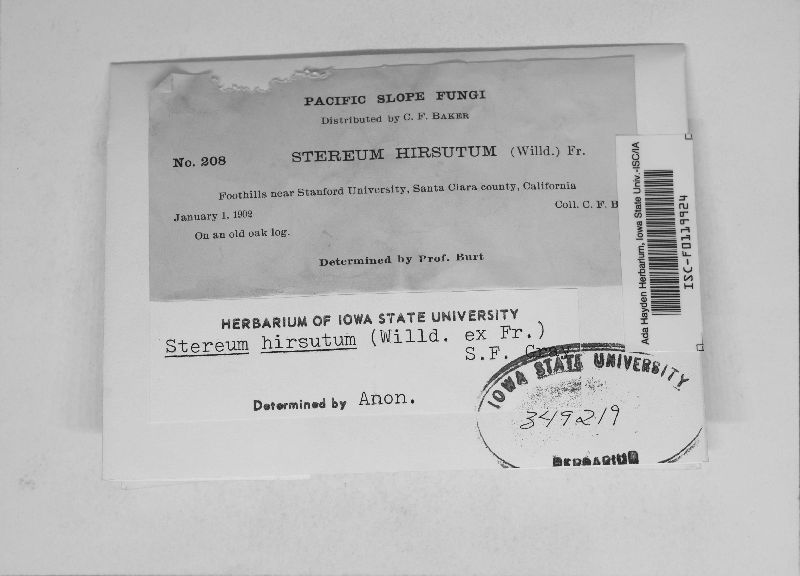 PACIFIC SLOPE FUNGI
Distributed by C. F. BAKER
No. 208 STEREUM HIRSUTUM (Willd.) Fr.
Foothills near Stanford University, Santa Clara county, California
January 1, 1902 Coll. C. F. B
On an old oak log.
Determined by Prof. Burt
HERBARIUM OF IOWA STATE UNIVERSITY
Stereum hirsutum (Willd. ex Fr.)
S.F. Gray
Determined by Anon.
IOWA STATE UNIVERSITY
349219
HERBARIUM
Ada Hayden Herbarium, Iowa State Univ.-ISC/IA
ISC-F0119924